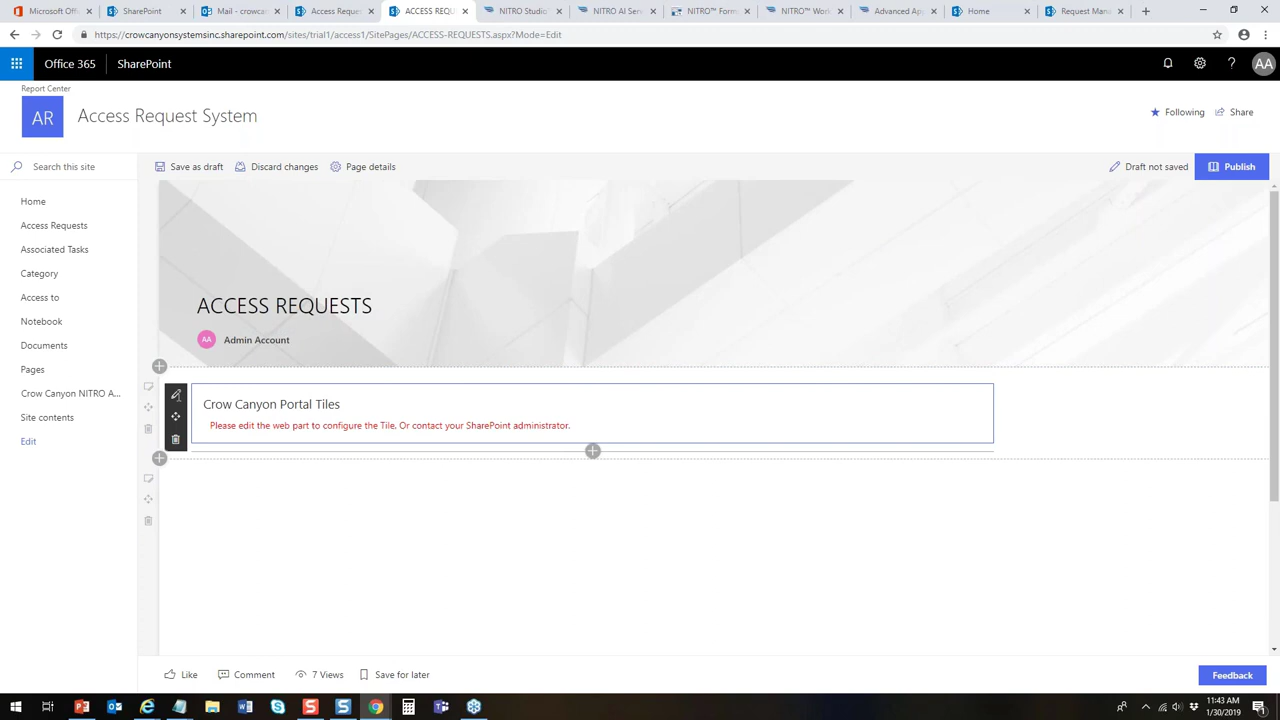 Microsoft Off
SharePoint
Mail - crowcan
Access Reques
ACCESS REQU
NITRO Studio
NITRO AI Serv
NITRO™ Form
NITRO™ Work
Advanced App
Home
Request Mana
https://crowcanyonsystemsinc.sharepoint.com/sites/trial1/access1/SitePages/ACCESS-REQUESTS.aspx?Mode=Edit
Office 365
SharePoint
AA
Report Center
AR
Access Request System
Following
Share
Search this site
Save as draft
Discard changes
Page details
Draft not saved
Publish
Home
Access Requests
Associated Tasks
Category
Access to
Notebook
Documents
Pages
Crow Canyon NITRO A...
Site contents
Edit
ACCESS REQUESTS
AA
Admin Account
Crow Canyon Portal Tiles
Please edit the web part to configure the Tile. Or contact your SharePoint administrator.
Like
Comment
7 Views
Save for later
Feedback
11:43 AM
1/30/2019